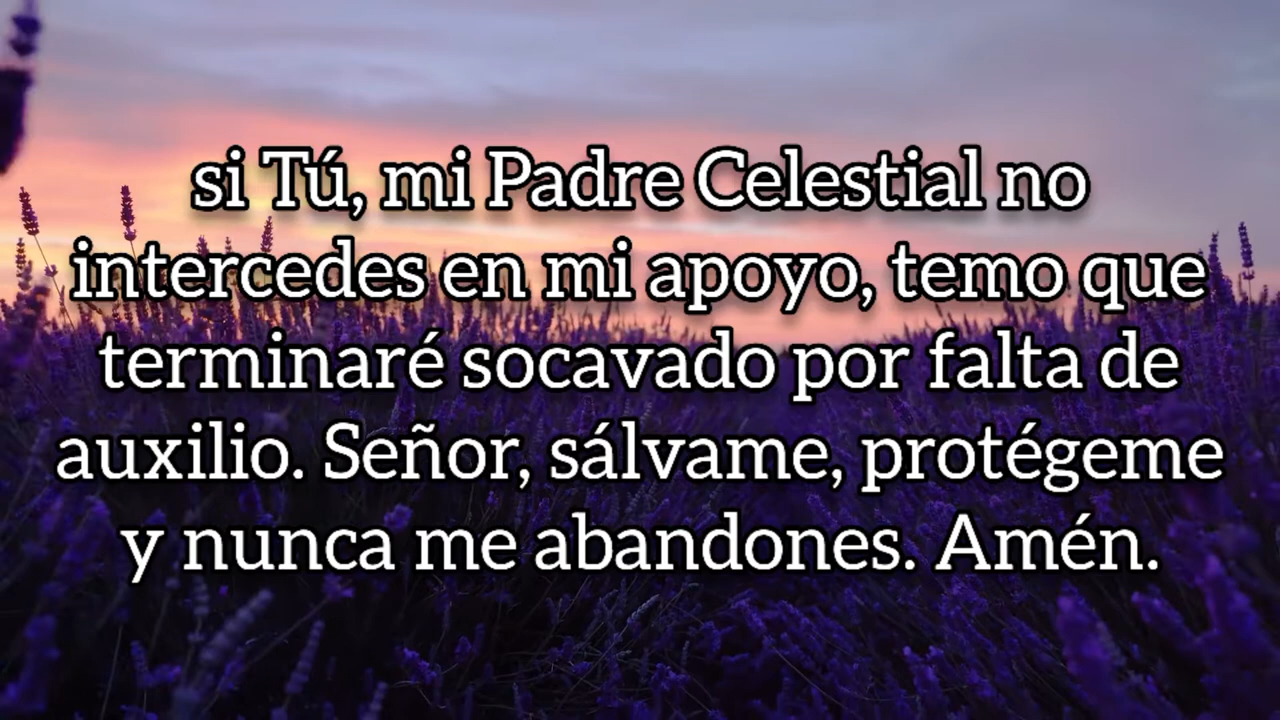 si Tú, mi Padre Celestial no
intercedes en mi apoyo, temo que
terminaré socavado por falta de
auxilio. Señor, sálvame, protégeme
y nunca me abandones. Amén.